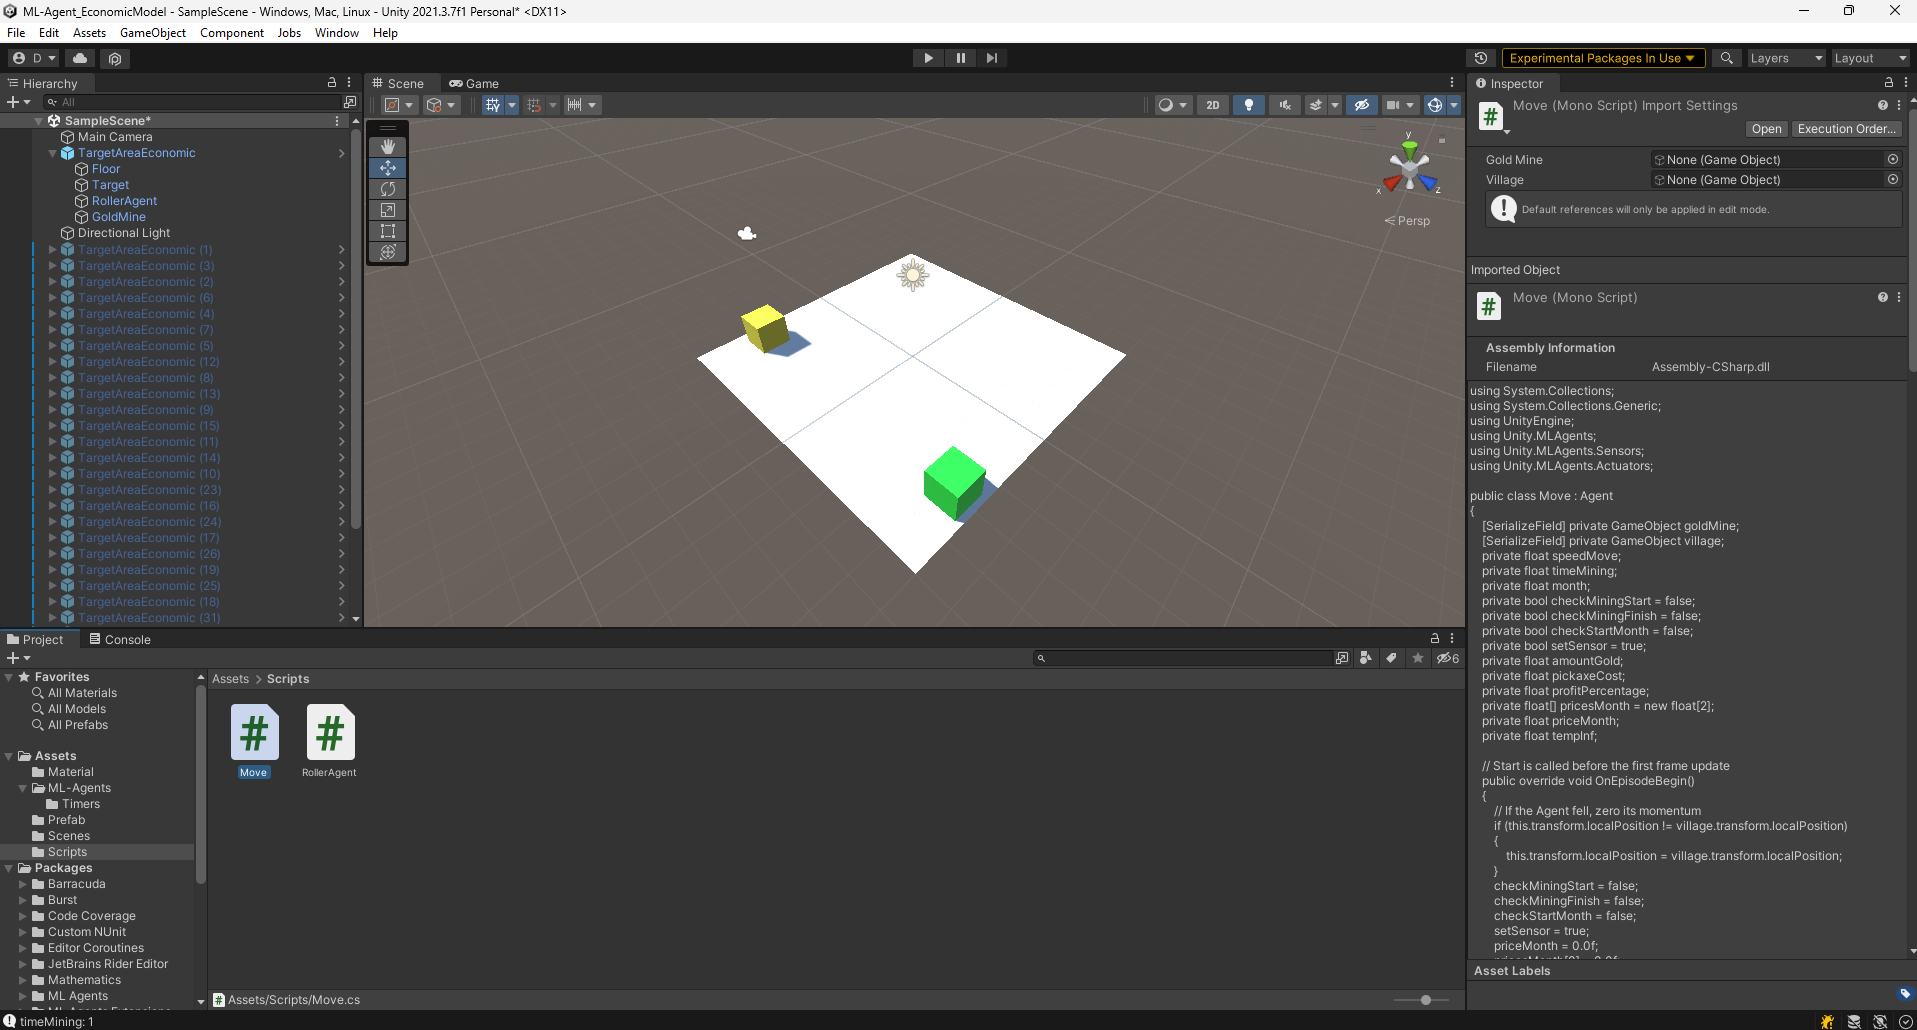 ML-Agent_EconomicModel - SampleScene - Windows, Mac, Linux - Unity 2021.3.7f1 Personal* <DX11>
File Edit Assets GameObject Component Jobs Window Help
D
Experimental Packages In Use
Layers
Layout
Hierarchy
All
SampleScene*
Main Camera
TargetAreaEconomic
Floor
Target
RollerAgent
GoldMine
Directional Light
TargetAreaEconomic (1)
TargetAreaEconomic (3)
TargetAreaEconomic (2)
TargetAreaEconomic (6)
TargetAreaEconomic (4)
TargetAreaEconomic (7)
TargetAreaEconomic (5)
TargetAreaEconomic (12)
TargetAreaEconomic (8)
TargetAreaEconomic (13)
TargetAreaEconomic (9)
TargetAreaEconomic (15)
TargetAreaEconomic (11)
TargetAreaEconomic (14)
TargetAreaEconomic (10)
TargetAreaEconomic (23)
TargetAreaEconomic (16)
TargetAreaEconomic (24)
TargetAreaEconomic (17)
TargetAreaEconomic (26)
TargetAreaEconomic (19)
TargetAreaEconomic (25)
TargetAreaEconomic (18)
TargetAreaEconomic (31)
Scene Game
2D
y
x
z
Persp
Inspector
Move (Mono Script) Import Settings
Open Execution Order...
Gold Mine None (Game Object)
Village None (Game Object)
Default references will only be applied in edit mode.
Imported Object
Move (Mono Script)
Assembly Information
Filename Assembly-CSharp.dll
using System.Collections;
using System.Collections.Generic;
using UnityEngine;
using Unity.MLAgents;
using Unity.MLAgents.Sensors;
using Unity.MLAgents.Actuators;
public class Move : Agent
{
[SerializeField] private GameObject goldMine;
[SerializeField] private GameObject village;
private float speedMove;
private float timeMining;
private float month;
private bool checkMiningStart = false;
private bool checkMiningFinish = false;
private bool checkStartMonth = false;
private bool setSensor = true;
private float amountGold;
private float pickaxeCost;
private float profitPercentage;
private float[] pricesMonth = new float[2];
private float priceMonth;
private float tempInf;
// Start is called before the first frame update
public override void OnEpisodeBegin()
{
// If the Agent fell, zero its momentum
if (this.transform.localPosition != village.transform.localPosition)
{
this.transform.localPosition = village.transform.localPosition;
}
checkMiningStart = false;
checkMiningFinish = false;
checkStartMonth = false;
setSensor = true;
priceMonth = 0.0f;
Asset Labels
Project Console
6
Favorites
All Materials
All Models
All Prefabs
Assets
Material
ML-Agents
Timers
Prefab
Scenes
Scripts
Packages
Barracuda
Burst
Code Coverage
Custom NUnit
Editor Coroutines
JetBrains Rider Editor
Mathematics
ML Agents
Assets > Scripts
Move
RollerAgent
Assets/Scripts/Move.cs
timeMining: 1